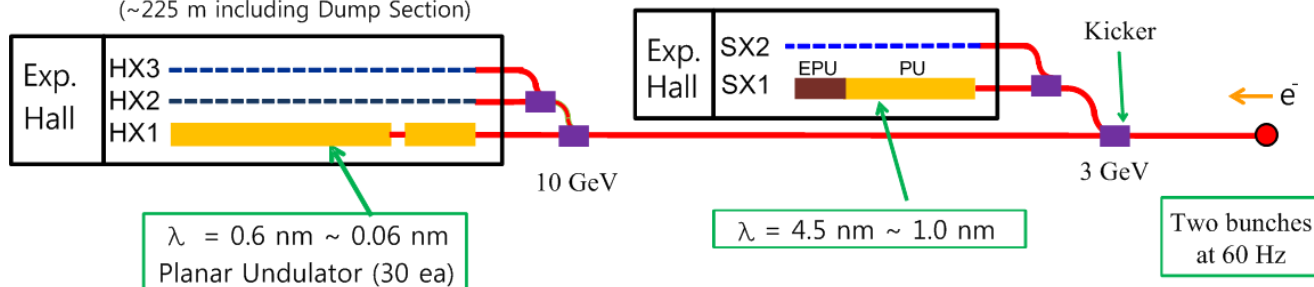 (~225 m including Dump Section)
Exp.
Hall
HX3
HX2
HX1
10 GeV
λ = 0.6 nm ~ 0.06 nm
Planar Undulator (30 ea)
Exp.
Hall
SX2
EPU PU
SX1
λ = 4.5 nm ~ 1.0 nm
Kicker
3 GeV
e⁻
Two bunches
at 60 Hz